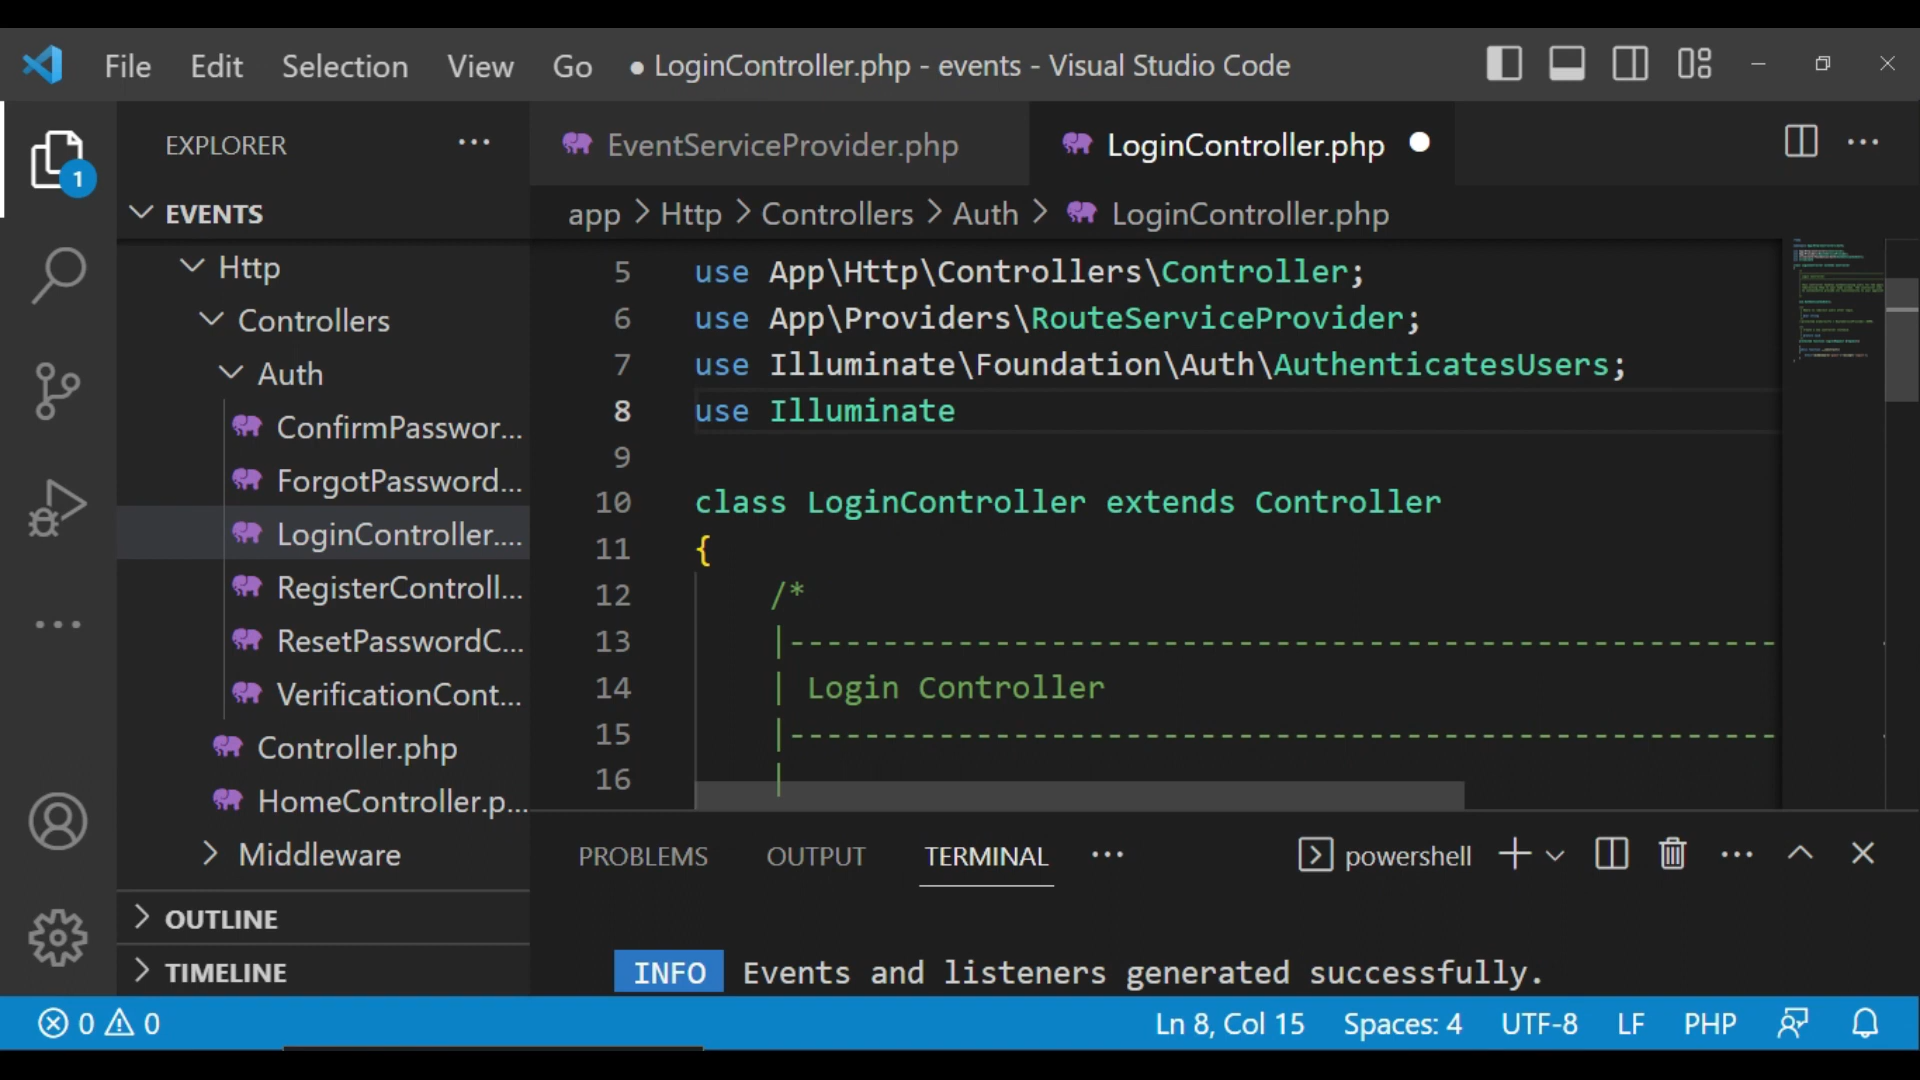 File Edit Selection View Go ● LoginController.php - events - Visual Studio Code
EXPLORER ...
EventServiceProvider.php
LoginController.php
1
EVENTS
app > Http > Controllers > Auth > LoginController.php
Http
Controllers
Auth
ConfirmPasswor...
ForgotPassword...
LoginController....
RegisterControll...
ResetPasswordC...
VerificationCont...
Controller.php
HomeController.p...
Middleware
OUTLINE
TIMELINE
5 use App\Http\Controllers\Controller;
6 use App\Providers\RouteServiceProvider;
7 use Illuminate\Foundation\Auth\AuthenticatesUsers;
8 use Illuminate
9
10 class LoginController extends Controller
11 {
12 /*
13 |-----------------------------------------------------
14 | Login Controller
15 |-----------------------------------------------------
16 |
PROBLEMS OUTPUT TERMINAL ... powershell
INFO Events and listeners generated successfully.
0 0 Ln 8, Col 15 Spaces: 4 UTF-8 LF PHP